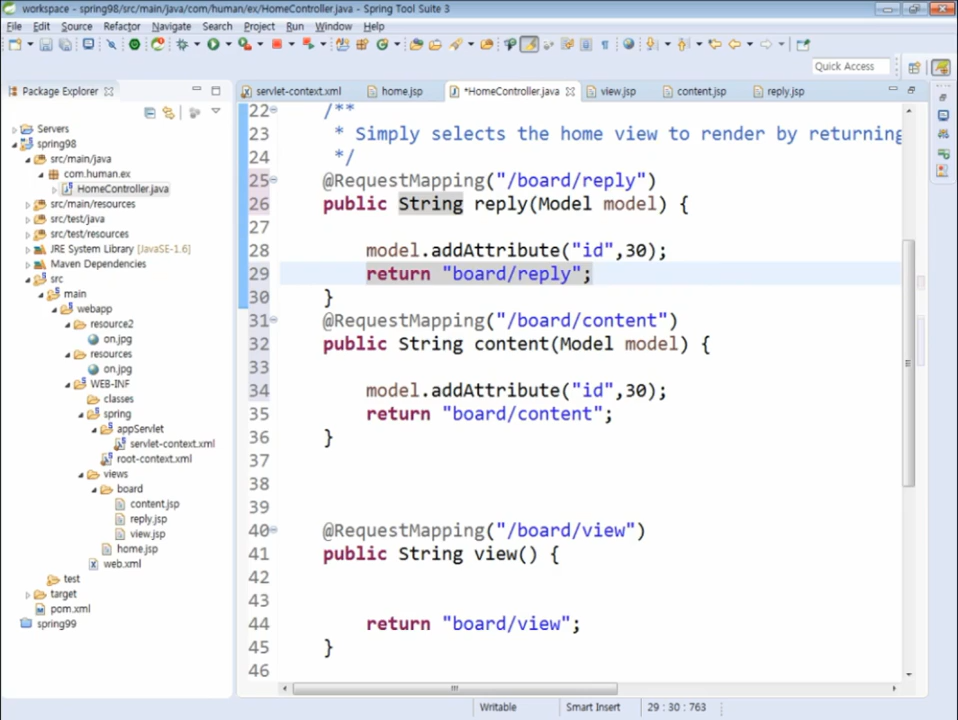 workspace - spring98/src/main/java/com/human/ex/HomeController.java - Spring Tool Suite 3
File Edit Source Refactor Navigate Search Project Run Window Help
Quick Access
Package Explorer
servlet-context.xml
home.jsp
*HomeController.java
view.jsp
content.jsp
reply.jsp
Servers
spring98
src/main/java
com.human.ex
HomeController.java
src/main/resources
src/test/java
src/test/resources
JRE System Library [JavaSE-1.6]
Maven Dependencies
src
main
webapp
resource2
on.jpg
resources
on.jpg
WEB-INF
classes
spring
appServlet
servlet-context.xml
root-context.xml
views
board
content.jsp
reply.jsp
view.jsp
home.jsp
web.xml
test
target
pom.xml
spring99
22 /**
23 * Simply selects the home view to render by returning
24 */
25 @RequestMapping("/board/reply")
26 public String reply(Model model) {
27
28 model.addAttribute("id",30);
29 return "board/reply";
30 }
31 @RequestMapping("/board/content")
32 public String content(Model model) {
33
34 model.addAttribute("id",30);
35 return "board/content";
36 }
37
38
39
40 @RequestMapping("/board/view")
41 public String view() {
42
43
44 return "board/view";
45 }
46
Writable
Smart Insert
29 : 30 : 763